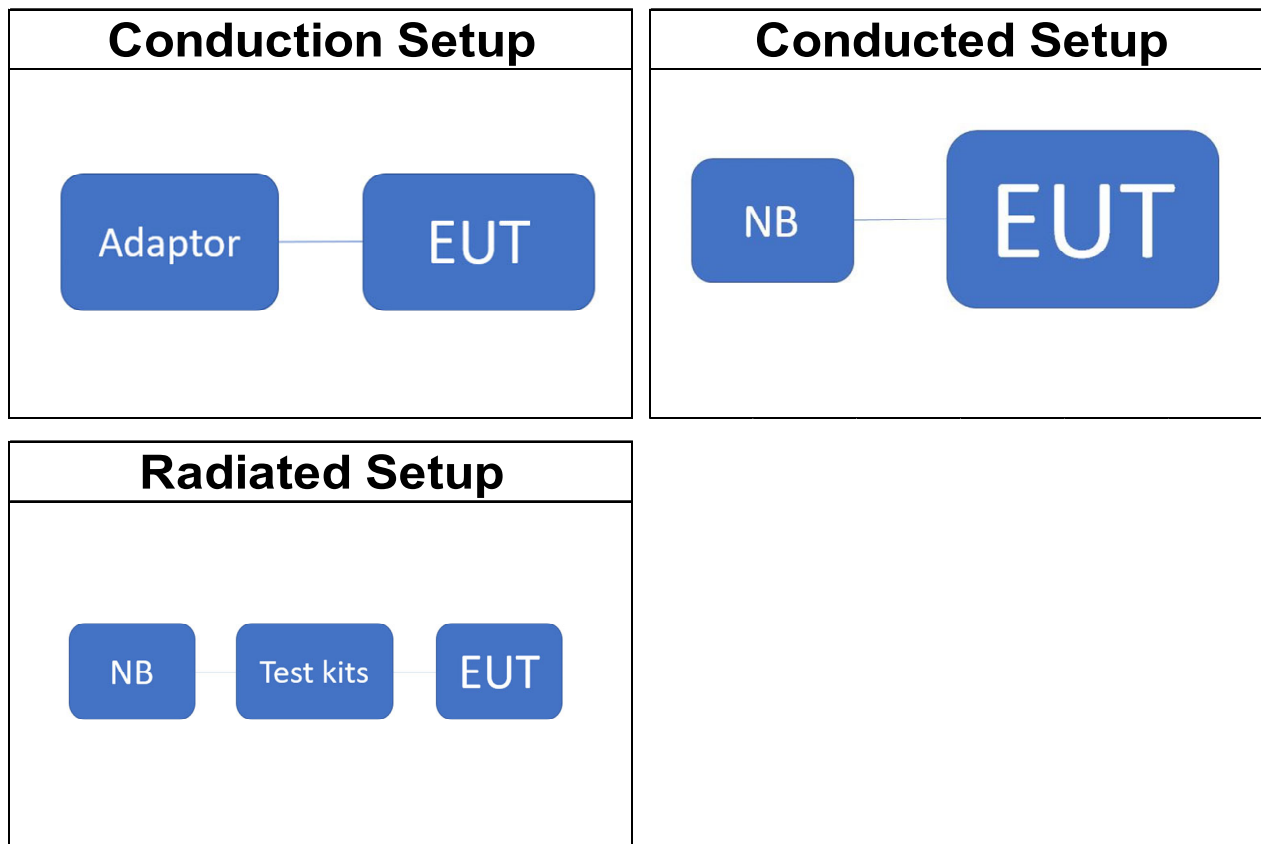 Conduction Setup
Adaptor
EUT
Conducted Setup
NB
EUT
Radiated Setup
NB
Test kits
EUT